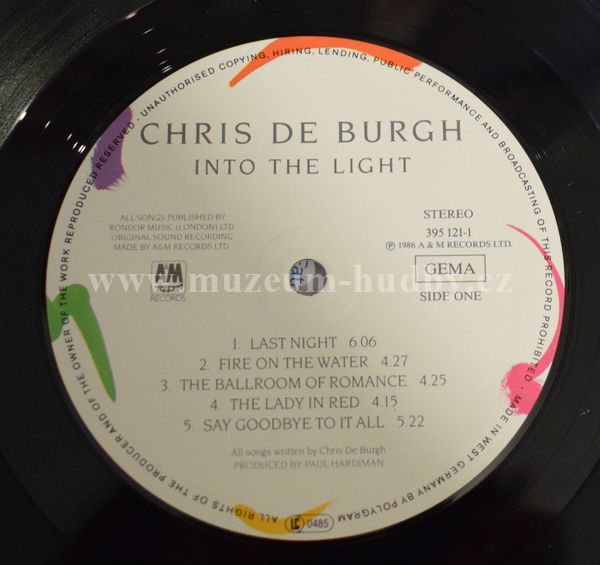 ALL RIGHTS OF THE PRODUCER AND OF THE OWNER OF THE WORK REPRODUCED RESERVED. UNAUTHORISED COPYING, HIRING, LENDING, PUBLIC PERFORMANCE AND BROADCASTING OF THIS RECORD PROHIBITED. • MADE IN WEST GERMANY BY POLYGRAM
CHRIS DE BURGH
INTO THE LIGHT
ALL SONGS PUBLISHED BY
RONDOR MUSIC (LONDON) LTD
ORIGINAL SOUND RECORDING
MADE BY A&M RECORDS LTD
STEREO
395 121-1
℗ 1986 A & M RECORDS LTD.
A&M
RECORDS
GEMA
SIDE ONE
www.muzeum-hudby.cz
1. LAST NIGHT 6.06
2. FIRE ON THE WATER 4.27
3. THE BALLROOM OF ROMANCE 4.25
4. THE LADY IN RED 4.15
5. SAY GOODBYE TO IT ALL 5.22
All songs written by Chris De Burgh
PRODUCED BY PAUL HARDIMAN
LC 0485